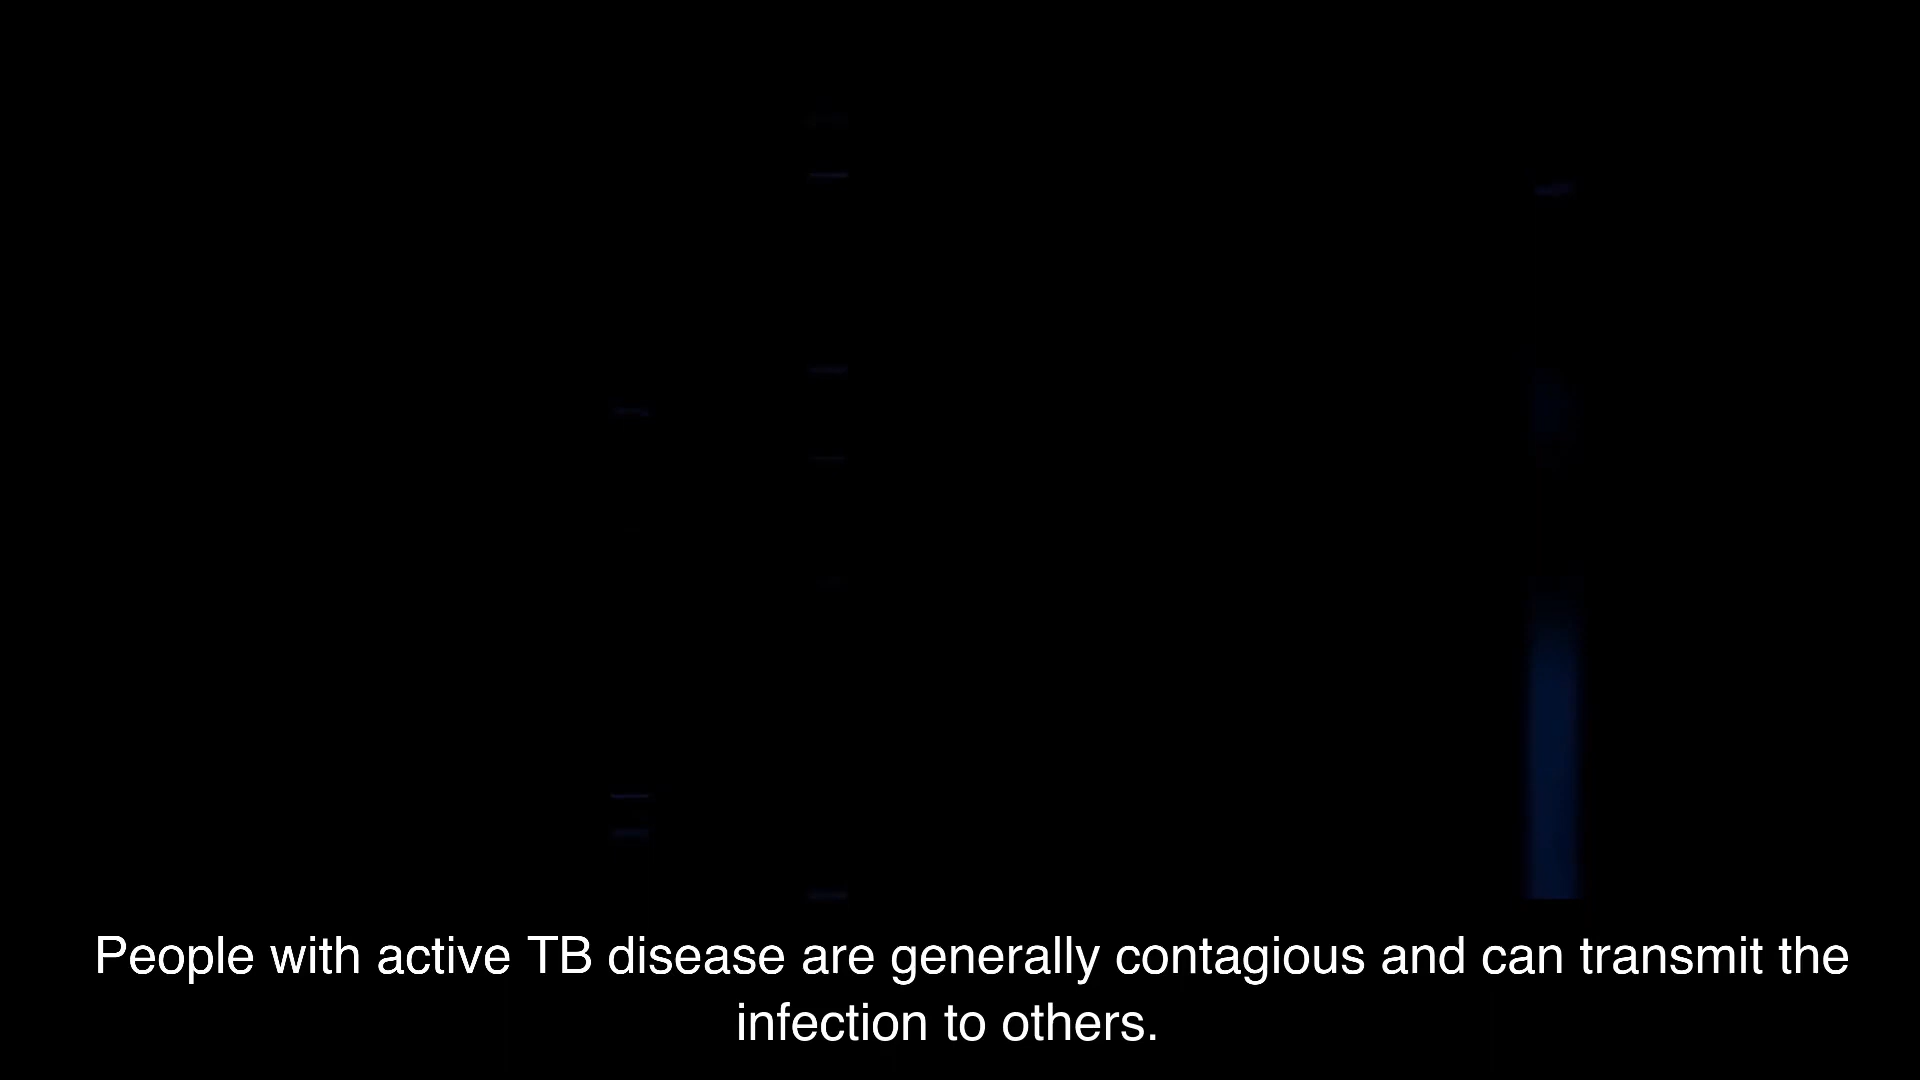 People with active TB disease are generally contagious and can transmit the
infection to others.